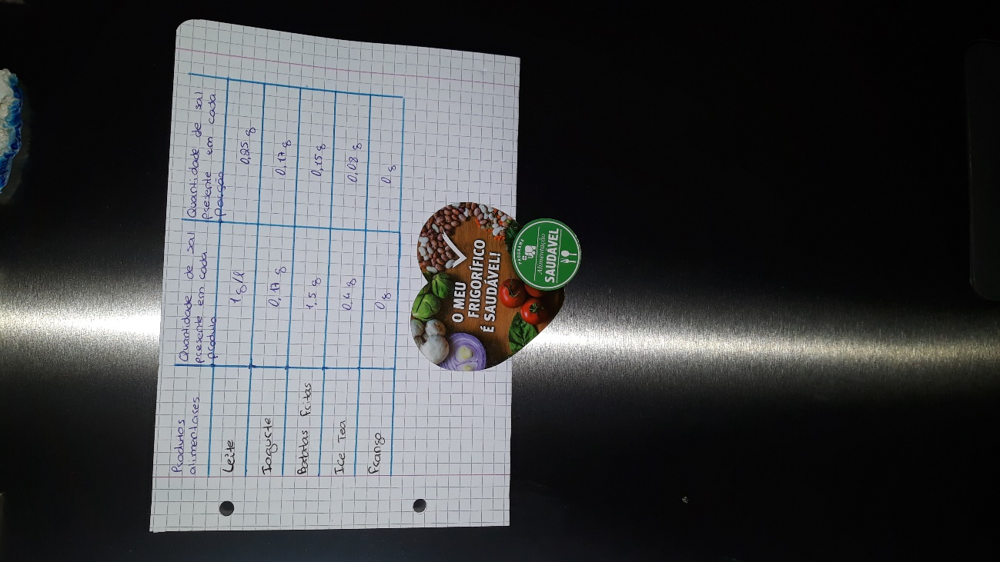 Produtos alimentares
Quantidade de sal presente em cada produto
Quantidade de sal presente em cada porção
Leite 1 g/l 0,25 g
Iogurte 0,17 g 0,17 g
Batatas Fritas 1,5 g 0,15 g
Ice Tea 0,4 g 0,08 g
Frango 0 g 0 g
O MEU
FRIGORÍFICO
É SAUDÁVEL!
PROGRAMA
Alimentação
SAUDÁVEL